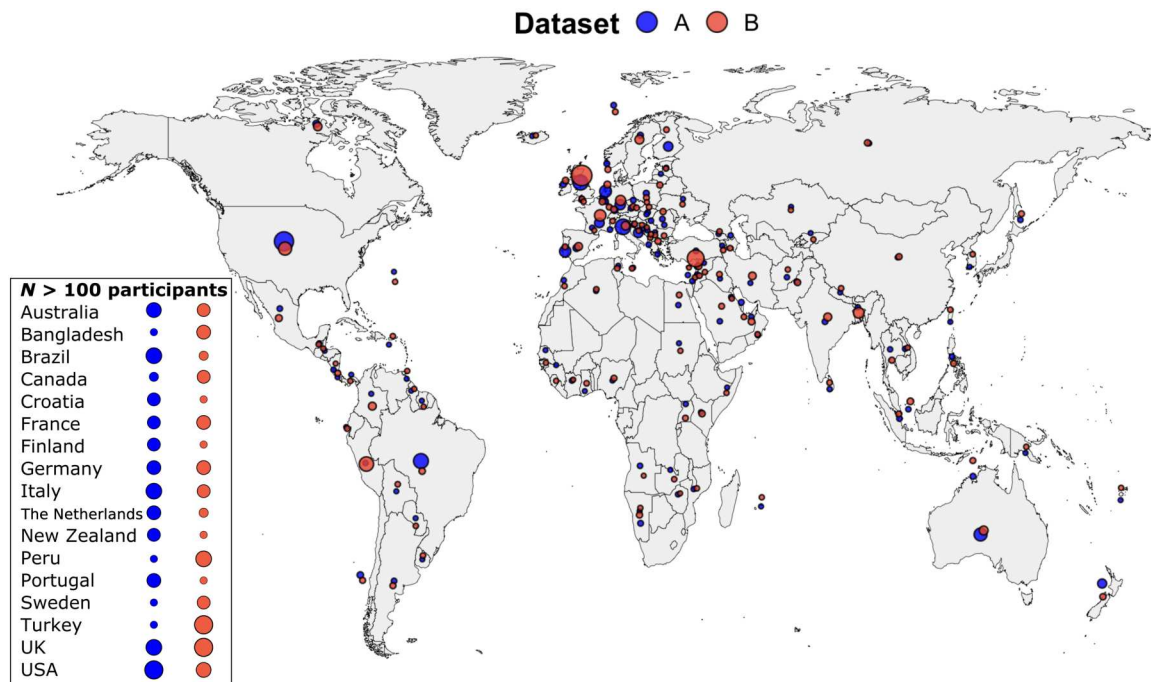 Dataset A B
N > 100 participants
Australia
Bangladesh
Brazil
Canada
Croatia
France
Finland
Germany
Italy
The Netherlands
New Zealand
Peru
Portugal
Sweden
Turkey
UK
USA